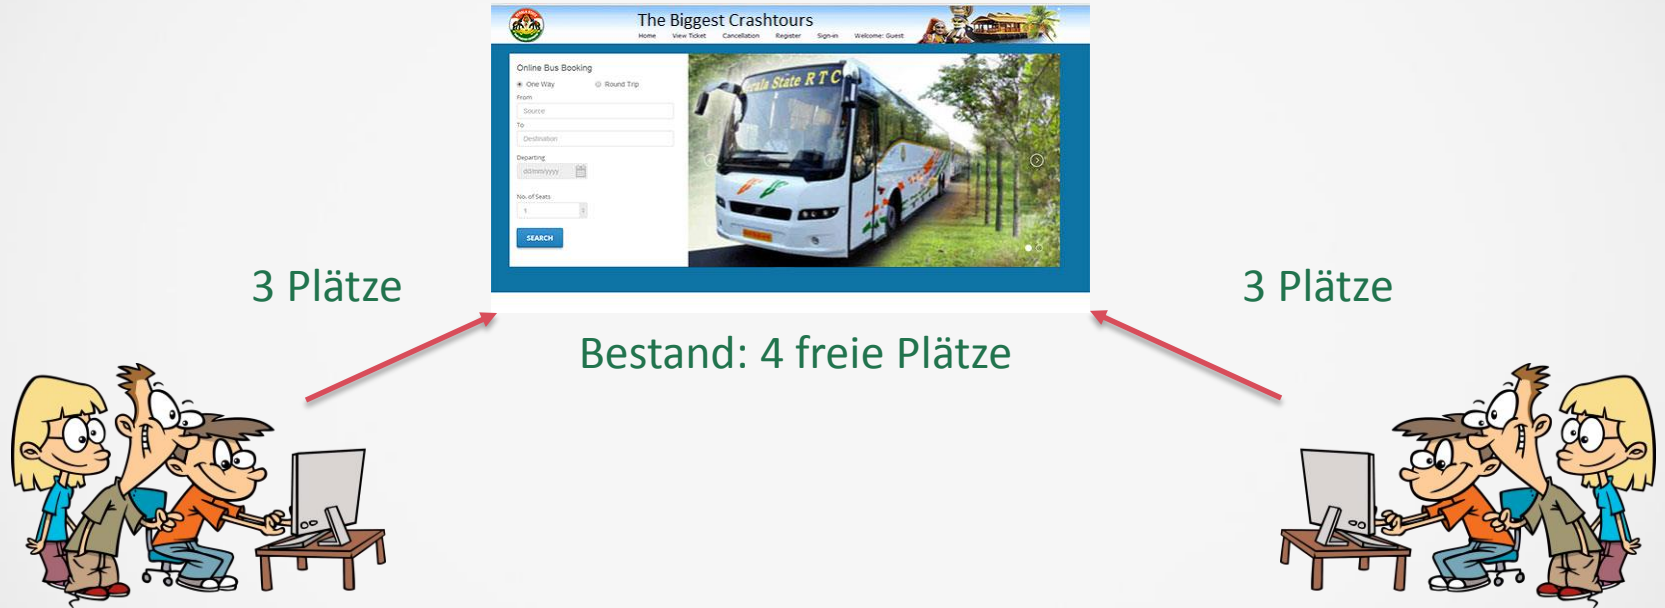 The Biggest Crashtours
Home View Ticket Cancellation Register Sign-in Welcome: Guest
Online Bus Booking
One Way Round Trip
From
Source
To
Destination
Departing
dd/mm/yyyy
No. of Seats
1
SEARCH
Kerala State RTC
3 Plätze
3 Plätze
Bestand: 4 freie Plätze